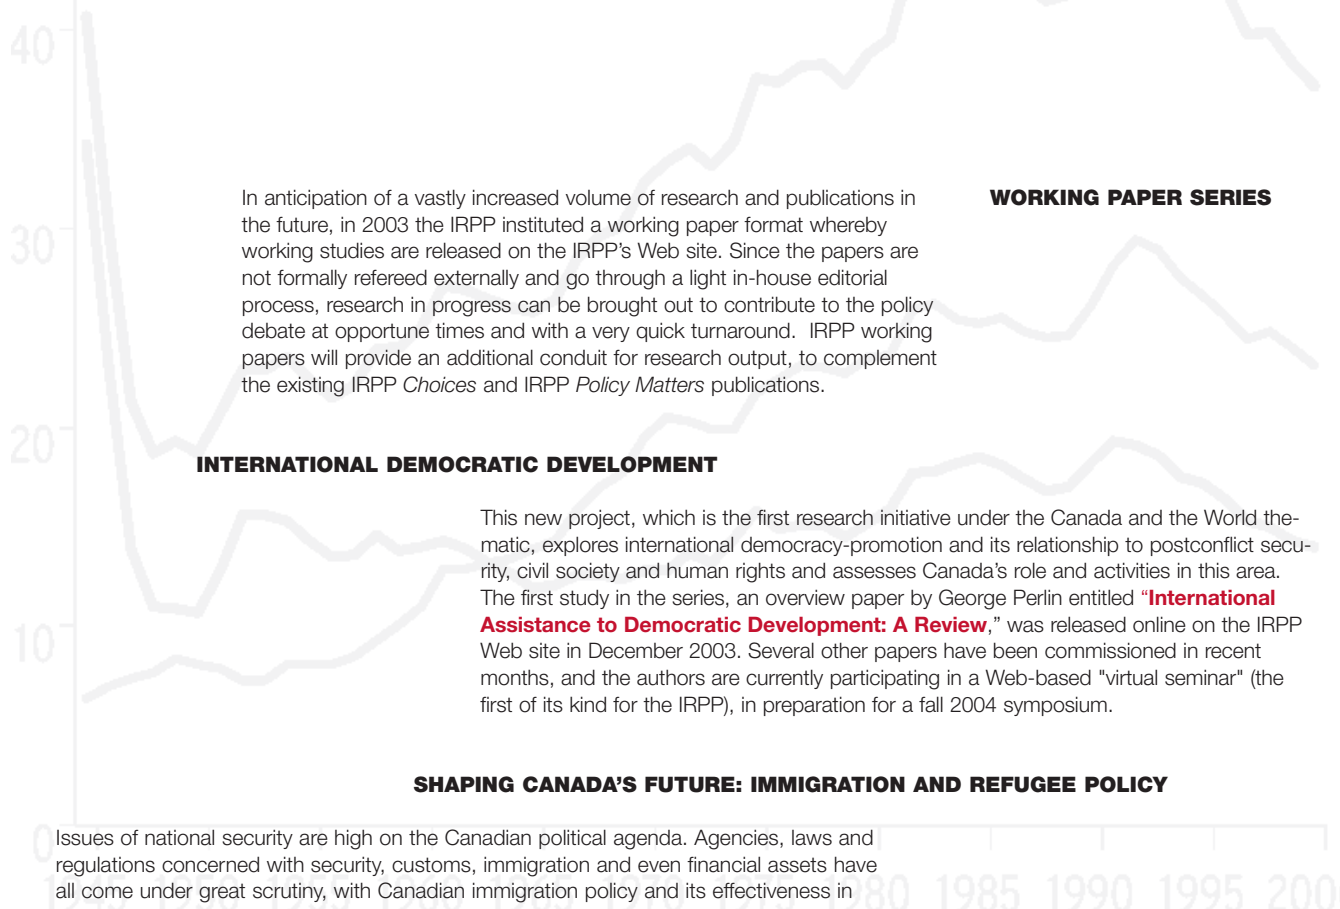 40
30
20
10
0
In anticipation of a vastly increased volume of research and publications in
the future, in 2003 the IRPP instituted a working paper format whereby
working studies are released on the IRPP’s Web site. Since the papers are
not formally refereed externally and go through a light in-house editorial
process, research in progress can be brought out to contribute to the policy
debate at opportune times and with a very quick turnaround.  IRPP working
papers will provide an additional conduit for research output, to complement
the existing IRPP Choices and IRPP Policy Matters publications.
WORKING PAPER SERIES
INTERNATIONAL DEMOCRATIC DEVELOPMENT
This new project, which is the first research initiative under the Canada and the World the-
matic, explores international democracy-promotion and its relationship to postconflict secu-
rity, civil society and human rights and assesses Canada’s role and activities in this area.
The first study in the series, an overview paper by George Perlin entitled “International
Assistance to Democratic Development: A Review,” was released online on the IRPP
Web site in December 2003. Several other papers have been commissioned in recent
months, and the authors are currently participating in a Web-based "virtual seminar" (the
first of its kind for the IRPP), in preparation for a fall 2004 symposium.
SHAPING CANADA’S FUTURE: IMMIGRATION AND REFUGEE POLICY
Issues of national security are high on the Canadian political agenda. Agencies, laws and
regulations concerned with security, customs, immigration and even financial assets have
all come under great scrutiny, with Canadian immigration policy and its effectiveness in
1945 1950 1955 1960 1965 1970 1975 1980 1985 1990 1995 200